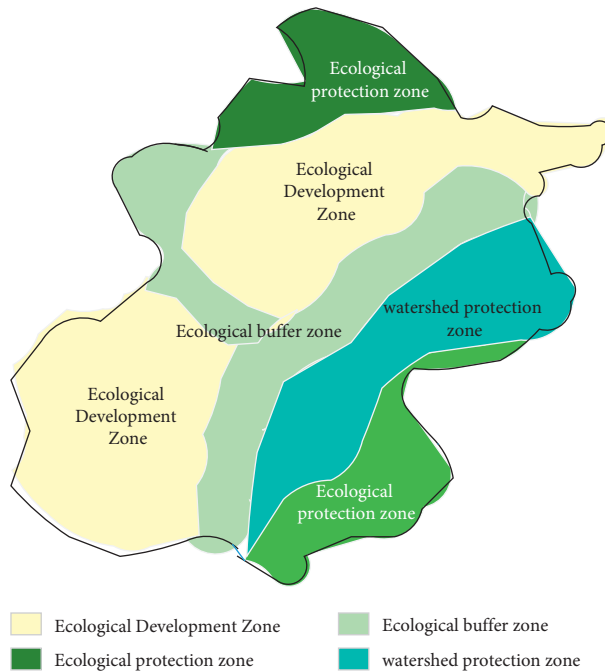 Ecological
protection zone
Ecological
Development
Zone
watershed protection
zone
Ecological buffer zone
Ecological
Development
Zone
Ecological
protection zone
Ecological Development Zone
Ecological buffer zone
Ecological protection zone
watershed protection zone